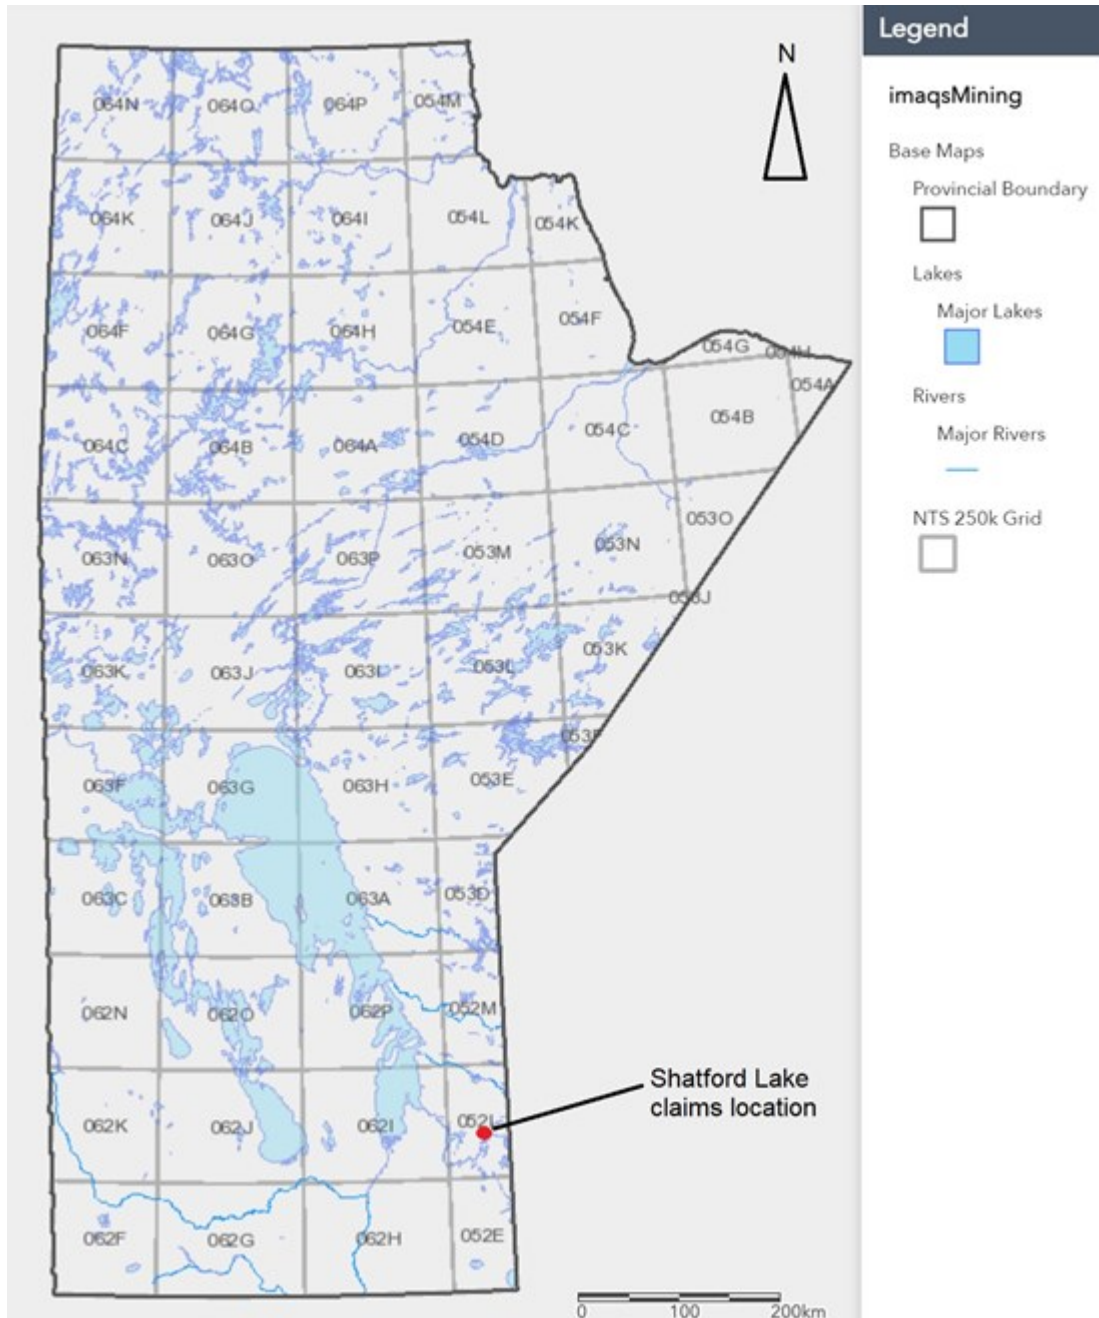 Legend
imaqsMining
Base Maps
Provincial Boundary
Lakes
Major Lakes
Rivers
Major Rivers
NTS 250k Grid
N
064N 064O 064P 054M
064K 064J 064I 054L 054K
064F 064G 064H 054E 054F
054G 054H
054A
064C 064B 064A 054D 054C 054B
063N 063O 063P 053M 053N 053O
053J
063K 063J 063I 053L 053K
063F 063G 063H 053E 053F
063C 063B 063A 053D
062N 062O 062P 052M
062K 062J 062I 052L
Shatford Lake
claims location
062F 062G 062H 052E
0 100 200km